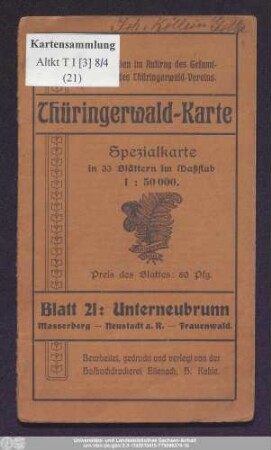 Kartensammlung
Altkt T I [3] 8/4
(21)
im Auftrag des Gesamt-
des Thüringerwald-Vereins.
Thüringerwald-Karte
Spezialkarte
in 33 Blättern im Maßstab
1 : 50 000.
Preis des Blattes: 80 Pfg.
Blatt 21: Unterneubrunn
Masserberg — Neustadt a. R. — Frauenwald.
Bearbeitet, gedruckt und verlegt von der
Hofbuchdruckerei Eisenach, H. Kahle.
Universitäts- und Landesbibliothek Sachsen-Anhalt